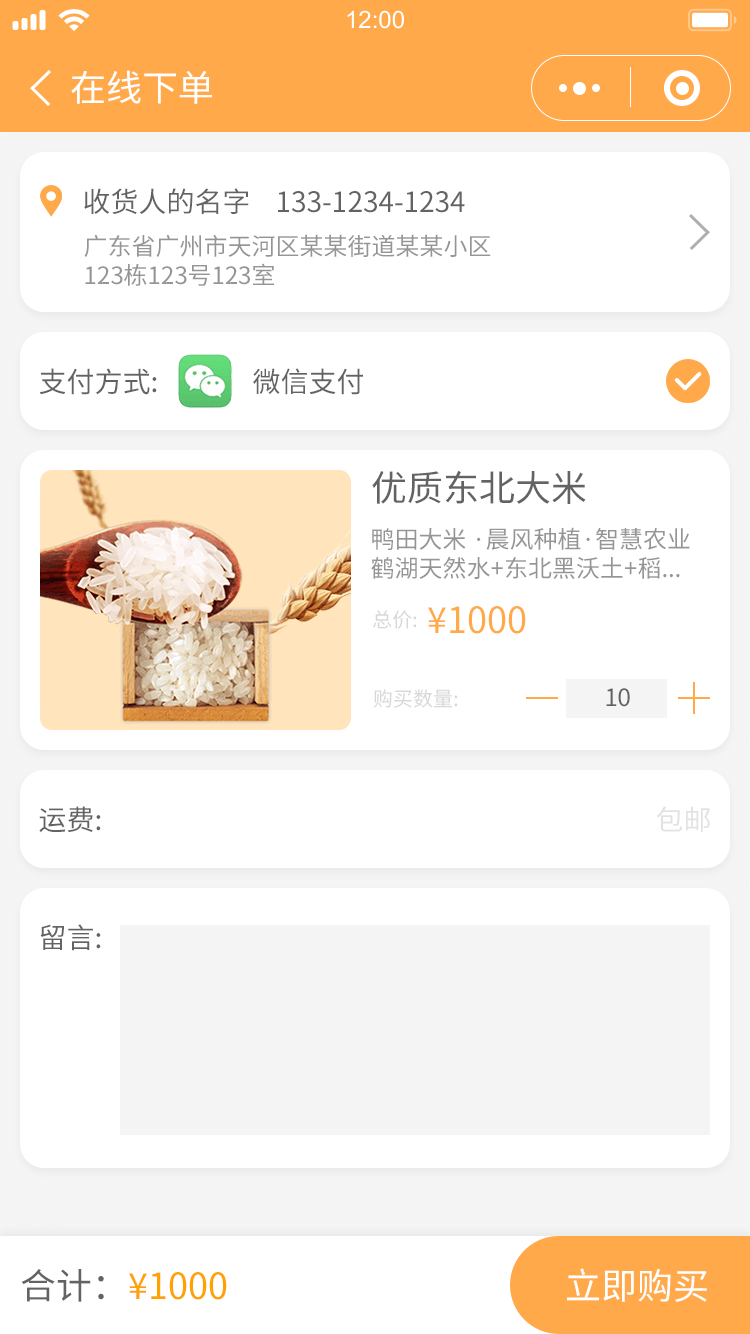 12:00
在线下单
收货人的名字 133-1234-1234
广东省广州市天河区某某街道某某小区
123栋123号123室
支付方式: 微信支付
优质东北大米
鸭田大米 · 晨风种植 · 智慧农业
鹤湖天然水+东北黑沃土+稻...
总价: ¥1000
购买数量: 10
运费: 包邮
留言:
合计： ¥1000
立即购买